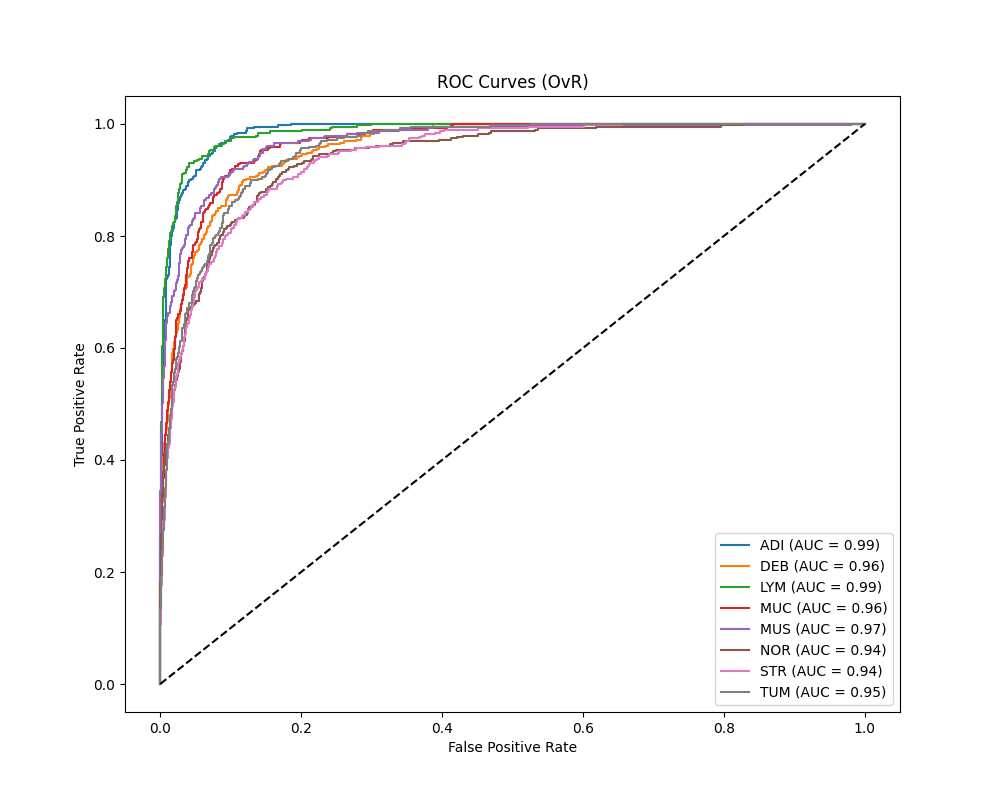 ROC Curves (OvR)
True Positive Rate
1.0
0.8
0.6
0.4
0.2
0.0
ADI (AUC = 0.99)
DEB (AUC = 0.96)
LYM (AUC = 0.99)
MUC (AUC = 0.96)
MUS (AUC = 0.97)
NOR (AUC = 0.94)
STR (AUC = 0.94)
TUM (AUC = 0.95)
0.0 0.2 0.4 0.6 0.8 1.0
False Positive Rate